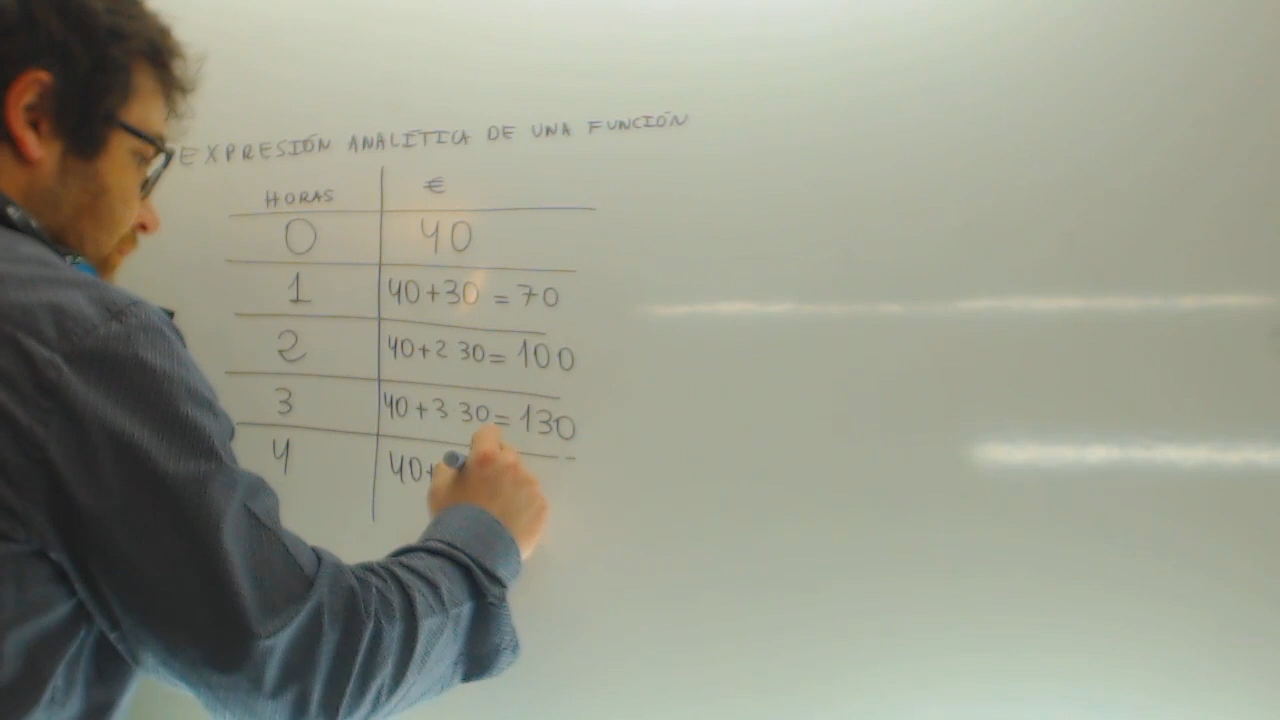 EXPRESIÓN ANALÍTICA DE UNA FUNCIÓN
HORAS €
0 40
1 40+30 = 70
2 40+2 30= 100
3 40+3 30= 130
4 40+